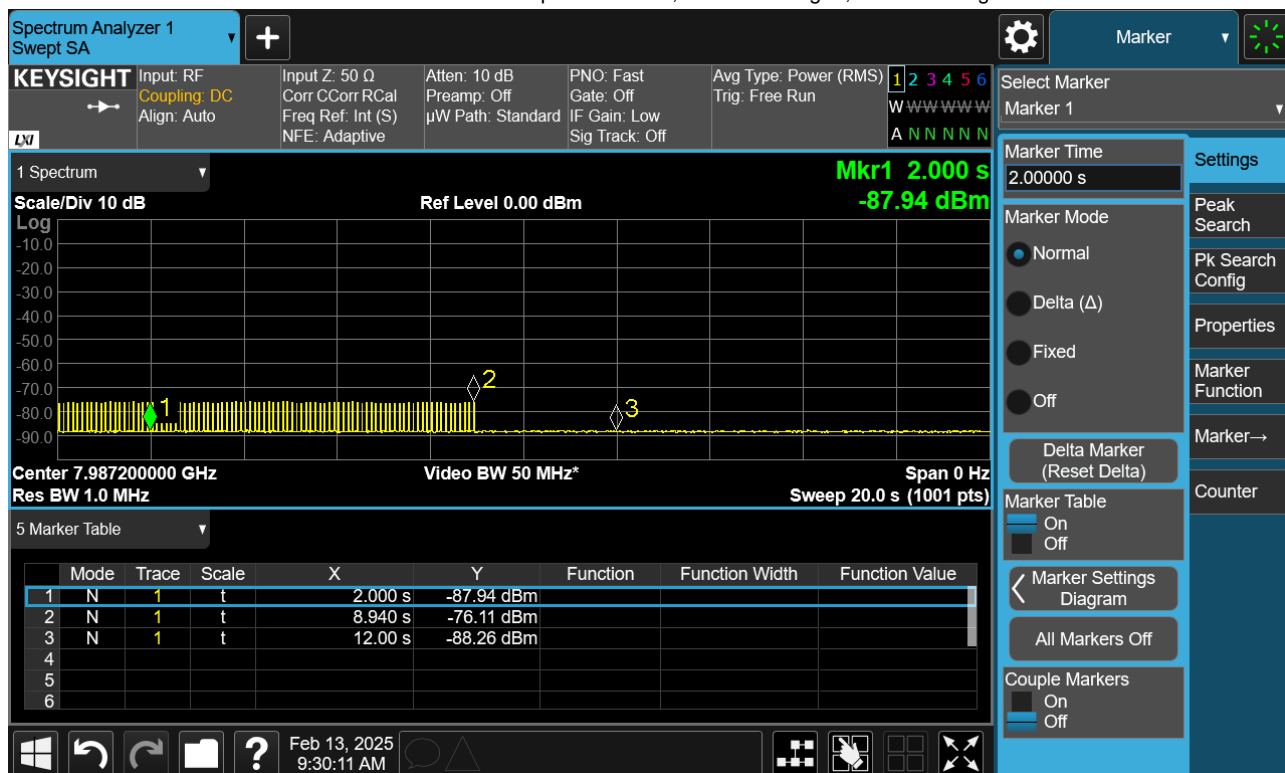 Spectrum Analyzer 1
Swept SA
Marker
KEYSIGHT
Input: RF
Coupling: DC
Align: Auto
Input Z: 50 Ω
Corr CCorr RCal
Freq Ref: Int (S)
NFE: Adaptive
Atten: 10 dB
Preamp: Off
µW Path: Standard
PNO: Fast
Gate: Off
IF Gain: Low
Sig Track: Off
Avg Type: Power (RMS)
Trig: Free Run
1 2 3 4 5 6
W W W W W W
A N N N N N
LXI
1 Spectrum
Mkr1 2.000 s
-87.94 dBm
Scale/Div 10 dB
Ref Level 0.00 dBm
Log
-10.0
-20.0
-30.0
-40.0
-50.0
-60.0
-70.0
-80.0
-90.0
1
2
3
Center 7.987200000 GHz
Video BW 50 MHz*
Span 0 Hz
Res BW 1.0 MHz
Sweep 20.0 s (1001 pts)
5 Marker Table
Mode Trace Scale X Y Function Function Width Function Value
1 N 1 t 2.000 s -87.94 dBm
2 N 1 t 8.940 s -76.11 dBm
3 N 1 t 12.00 s -88.26 dBm
4
5
6
Select Marker
Marker 1
Marker Time
2.00000 s
Marker Mode
Normal
Delta (Δ)
Fixed
Off
Delta Marker
(Reset Delta)
Marker Table
On
Off
Marker Settings
Diagram
All Markers Off
Couple Markers
On
Off
Settings
Peak
Search
Pk Search
Config
Properties
Marker
Function
Marker→
Counter
?
Feb 13, 2025
9:30:11 AM